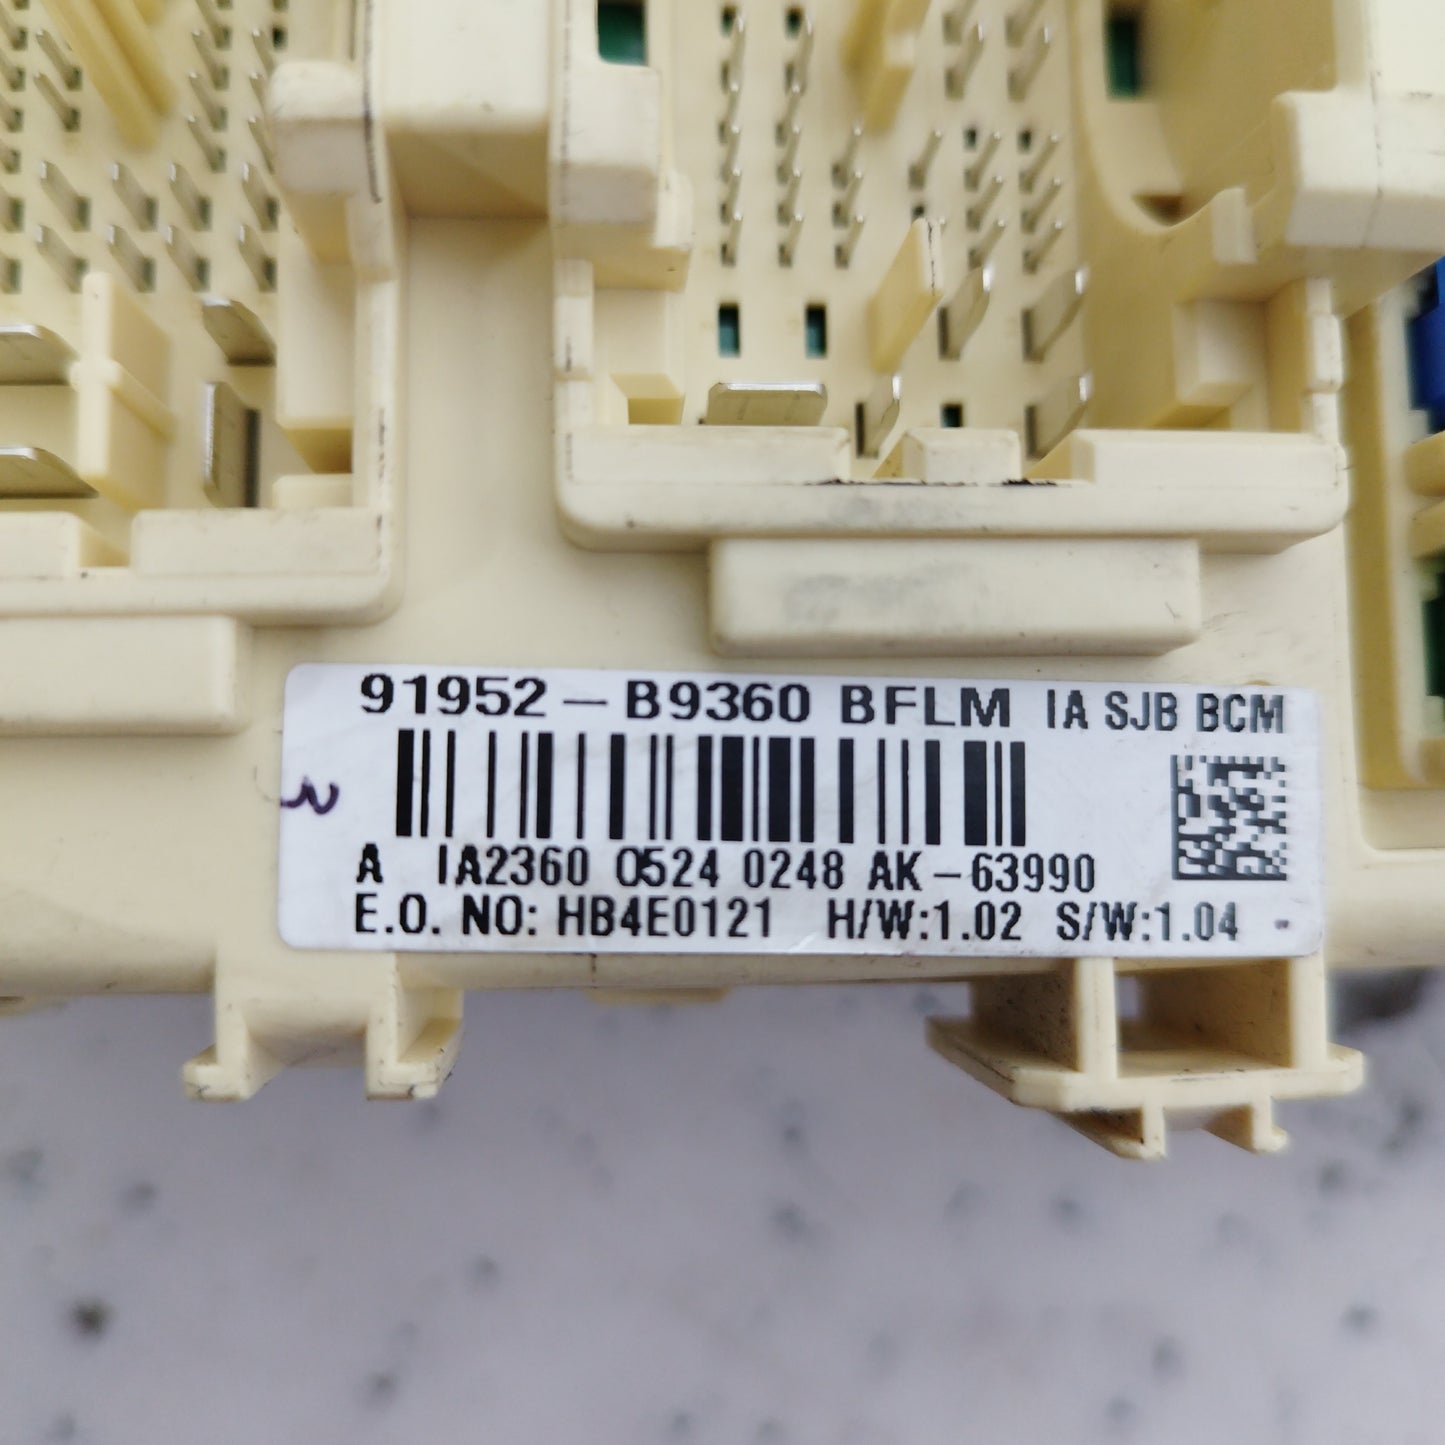 91952-B9360 BFLM IA SJB BCM
A IA2360 0524 0248 AK-63990
E.O. NO: HB4E0121 H/W:1.02 S/W:1.04 -